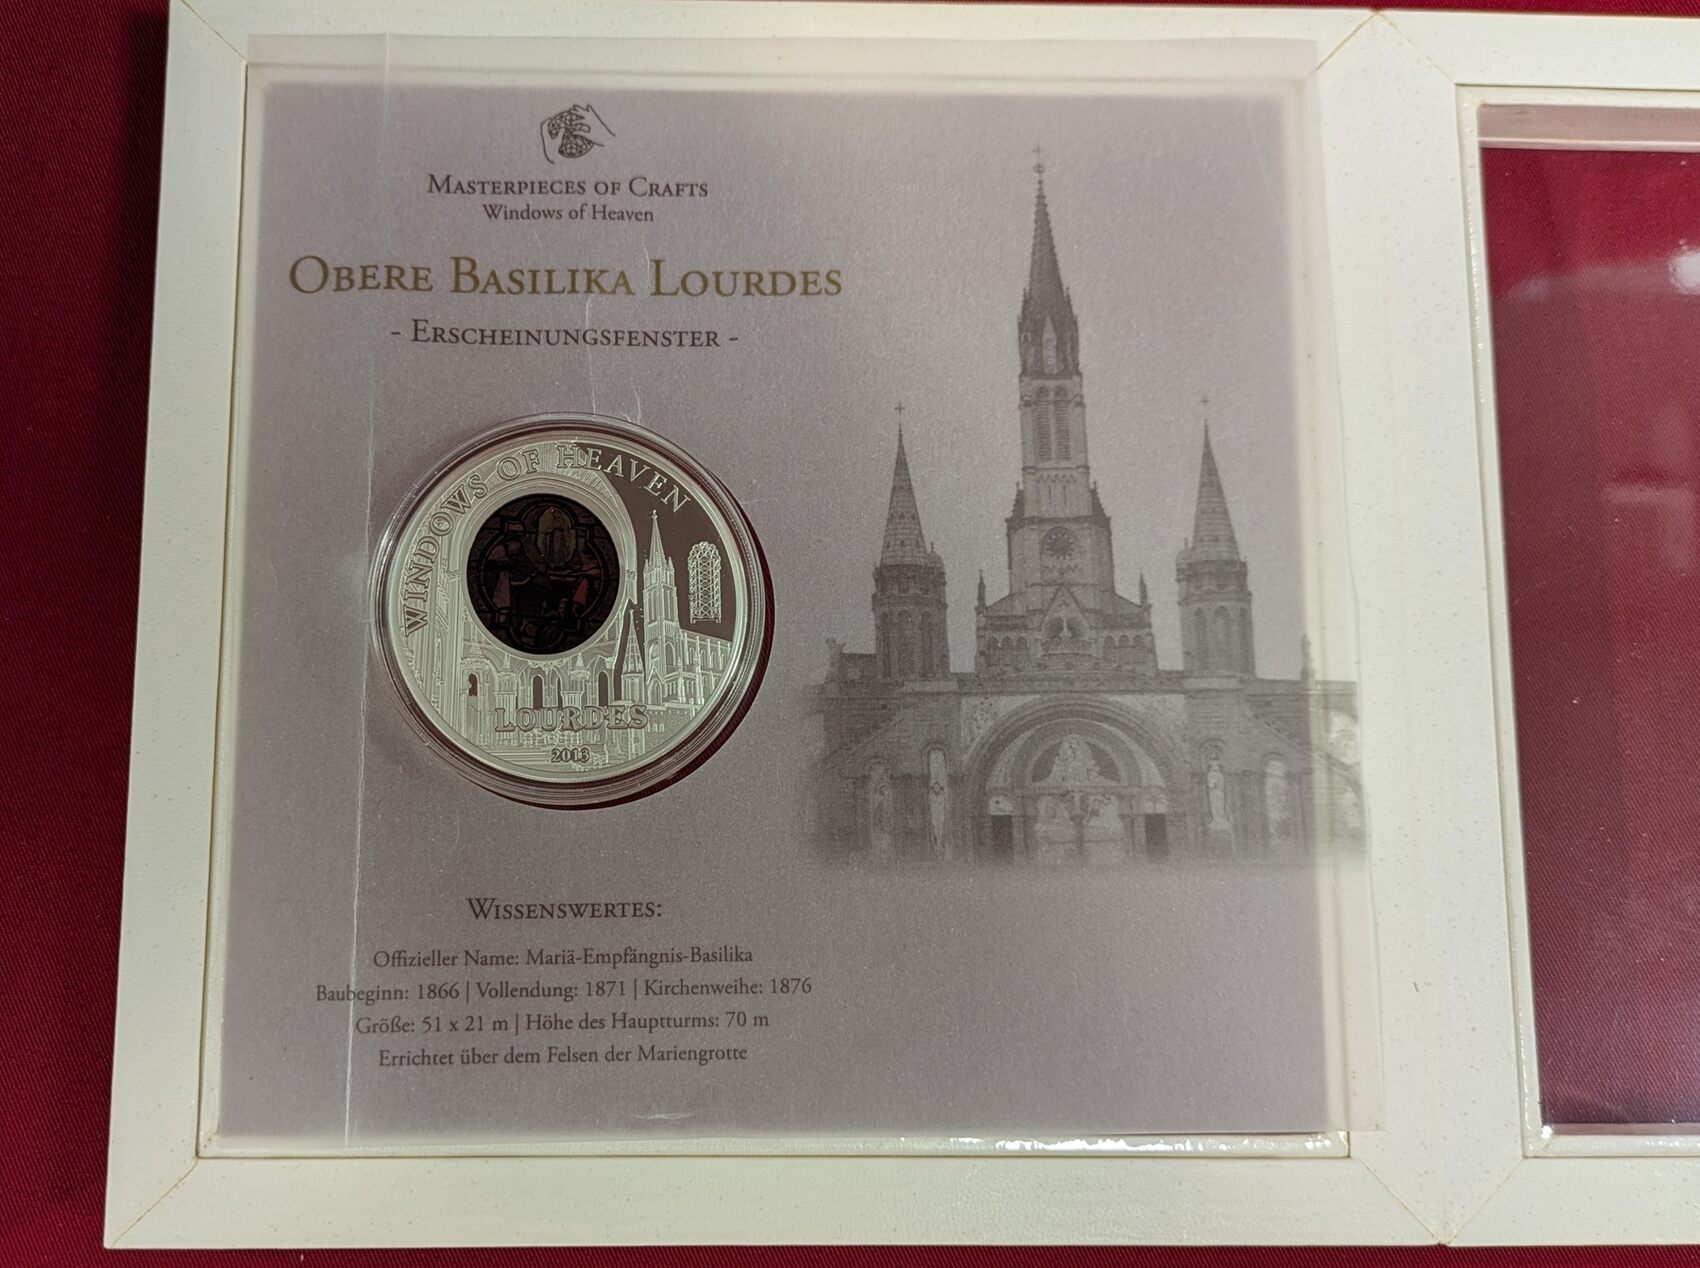 MASTERPIECES OF CRAFTS
Windows of Heaven
OBERE BASILIKA LOURDES
- ERSCHEINUNGSFENSTER -
WINDOWS OF HEAVEN
LOURDES
2013
WISSENSWERTES:
Offizieller Name: Mariä-Empfängnis-Basilika
Baubeginn: 1866 | Vollendung: 1871 | Kirchenweihe: 1876
Größe: 51 x 21 m | Höhe des Hauptturms: 70 m
Errichtet über dem Felsen der Mariengrotte